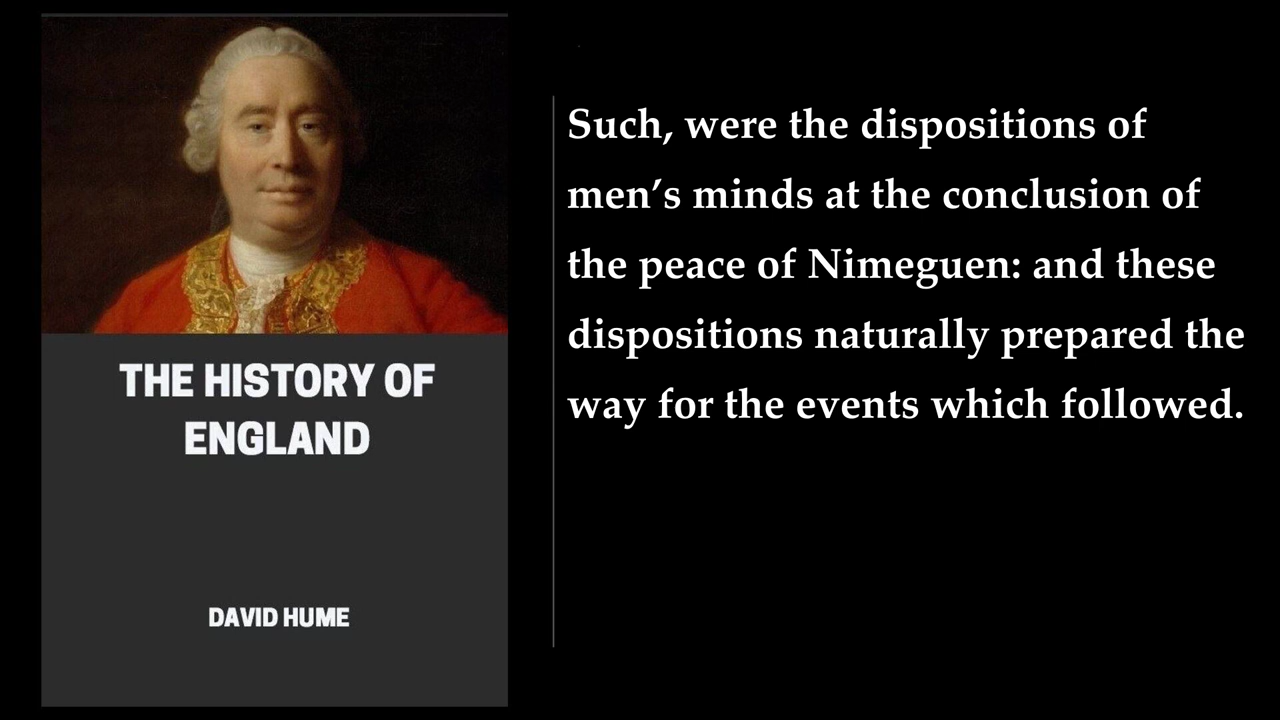 THE HISTORY OF
ENGLAND
DAVID HUME
Such, were the dispositions of
men’s minds at the conclusion of
the peace of Nimeguen: and these
dispositions naturally prepared the
way for the events which followed.